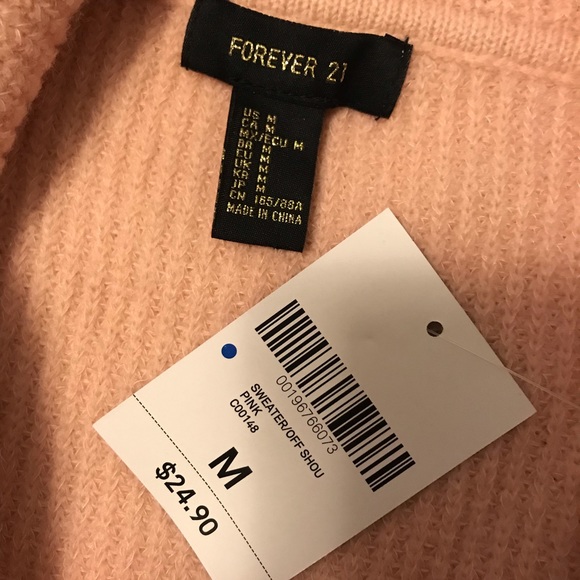 FOREVER 21
US M
CA M
MX/ECU M
BR M
EU M
UK M
KR M
JP M
CN 165/88A
MADE IN CHINA
00196766073
SWEATER/OFF SHOU
PINK
C00148
M
$24.90